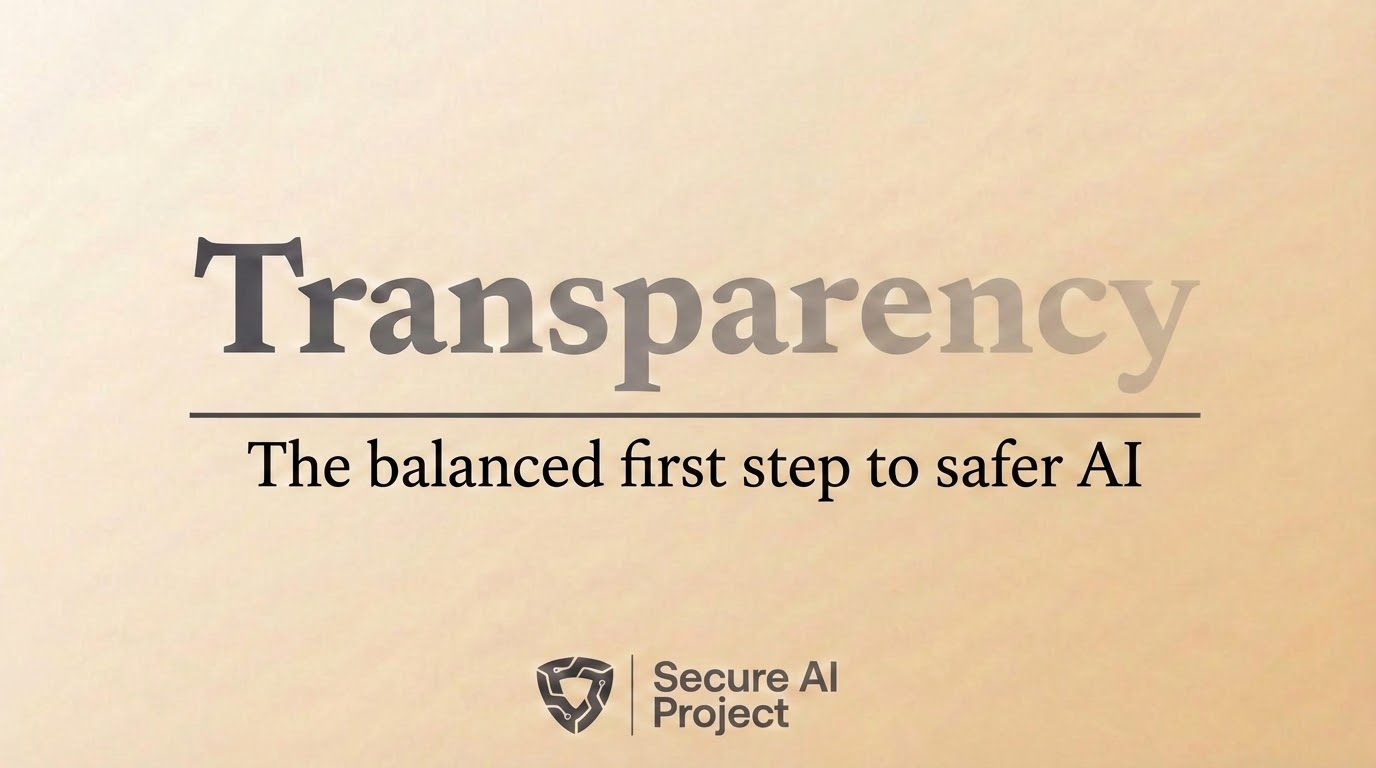 Transparency
The balanced first step to safer AI
Secure AI
Project